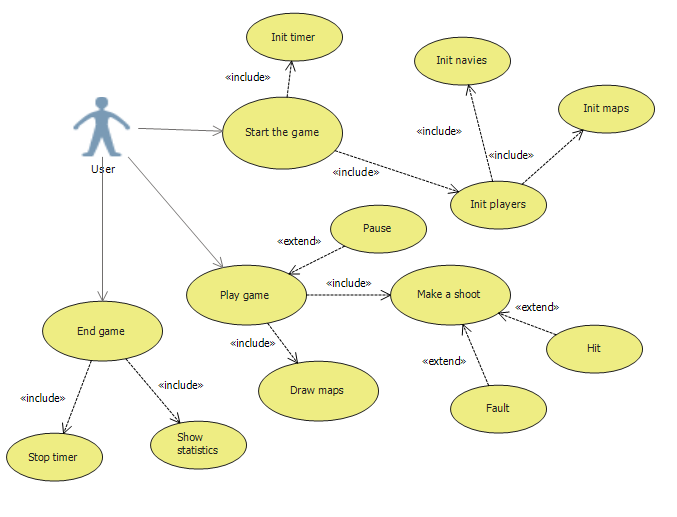 Init timer
Init navies
«include»
Init maps
Start the game
«include»
«include»
User
«include»
Init players
Pause
«extend»
«include»
Play game
Make a shoot
«extend»
End game
«include»
Hit
«extend»
«include»
«include»
Draw maps
Fault
Show
statistics
Stop timer